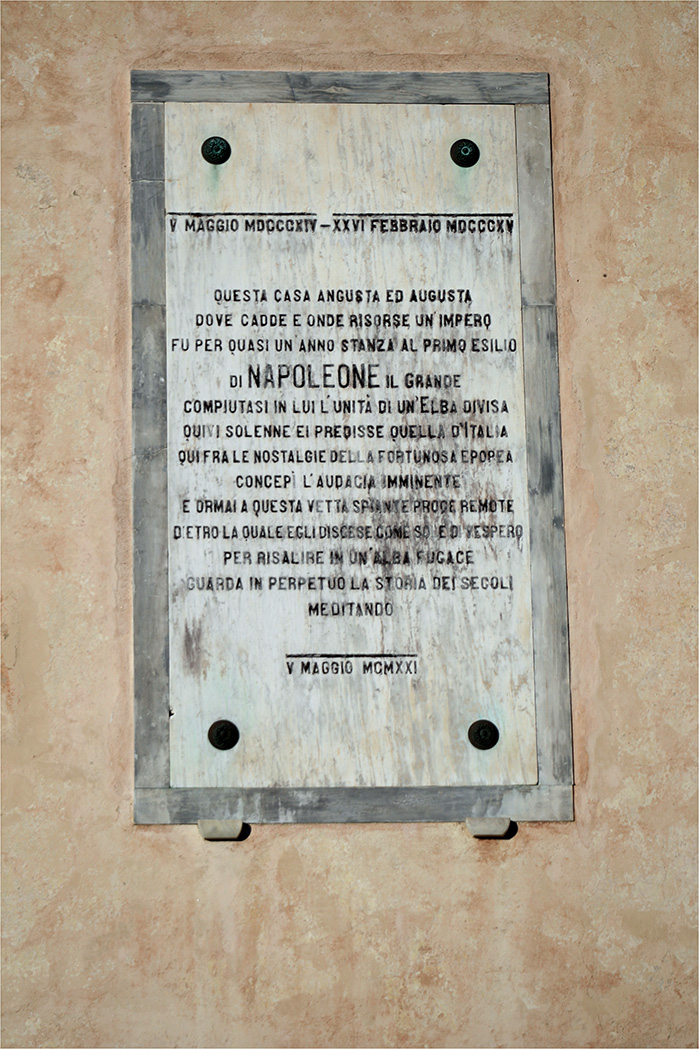 V MAGGIO MDCCCXIV – XXVI FEBBRAIO MDCCCXV
QUESTA CASA ANGUSTA ED AUGUSTA
DOVE CADDE E ONDE RISORSE UN'IMPERO
FU PER QUASI UN'ANNO STANZA AL PRIMO ESILIO
DI NAPOLEONE IL GRANDE
COMPIUTASI IN LUI L'UNITÀ DI UN'ELBA DIVISA
QUIVI SOLENNE EI PREDISSE QUELLA D'ITALIA
QUI FRA LE NOSTALGIE DELLA FORTUNOSA EPOPEA
CONCEPÌ L'AUDACIA IMMINENTE
E ORMAI A QUESTA VETTA REMOTE
DIETRO LA QUALE EGLI DISCESE COME SOLE DI VESPERO
PER RISALIRE IN UN'ALBA FUGACE
GUARDA IN PERPETUO LA STORIA DEI SECOLI
MEDITANDO
V MAGGIO MCMXXI